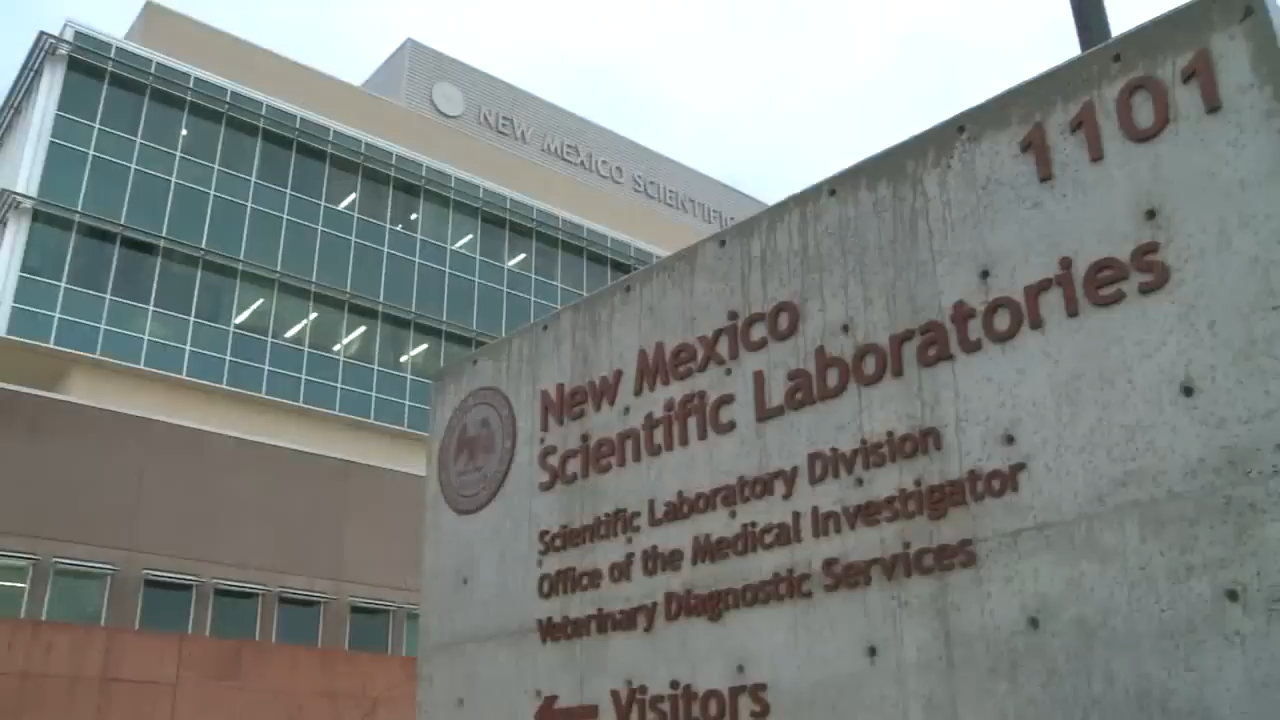 NEW MEXICO SCIENTIFIC
1101
New Mexico
Scientific Laboratories
Scientific Laboratory Division
Office of the Medical Investigator
Veterinary Diagnostic Services
Visitors